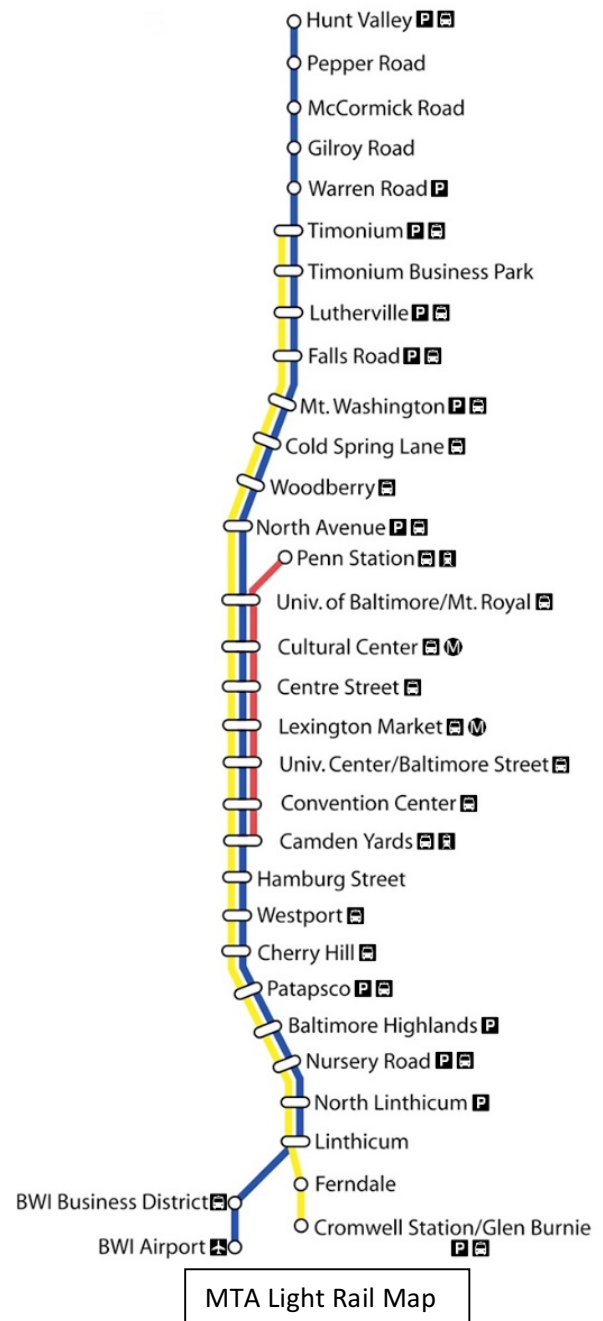 Hunt Valley P
Pepper Road
McCormick Road
Gilroy Road
Warren Road P
Timonium P
Timonium Business Park
Lutherville P
Falls Road P
Mt. Washington P
Cold Spring Lane
Woodberry
North Avenue P
Penn Station
Univ. of Baltimore/Mt. Royal
Cultural Center M
Centre Street
Lexington Market M
Univ. Center/Baltimore Street
Convention Center
Camden Yards
Hamburg Street
Westport
Cherry Hill
Patapsco P
Baltimore Highlands P
Nursery Road P
North Linthicum P
Linthicum
Ferndale
BWI Business District
Cromwell Station/Glen Burnie
P
BWI Airport
MTA Light Rail Map